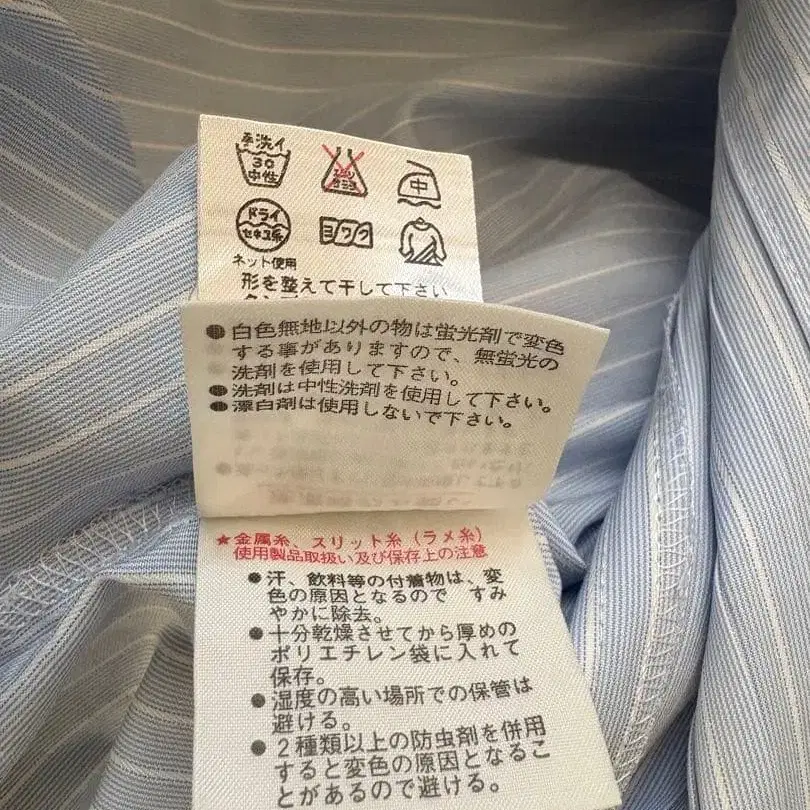 手洗イ
30
中性
エンソ
サラシ
中
ドライ
セキユ系
ヨワク
ネット使用
形を整えて干して下さい
●白色無地以外の物は蛍光剤で変色
する事がありますので、無蛍光の
洗剤を使用して下さい。
●洗剤は中性洗剤を使用して下さい。
●漂白剤は使用しないで下さい。
★金属糸、スリット糸（ラメ糸）
使用製品取扱い及び保存上の注意
●汗、飲料等の付着物は、変
色の原因となるので すみ
やかに除去。
●十分乾燥させてから厚めの
ポリエチレン袋に入れて
保存。
●湿度の高い場所での保管は
避ける。
●2種類以上の防虫剤を併用
すると変色の原因となるこ
とがあるので避ける。